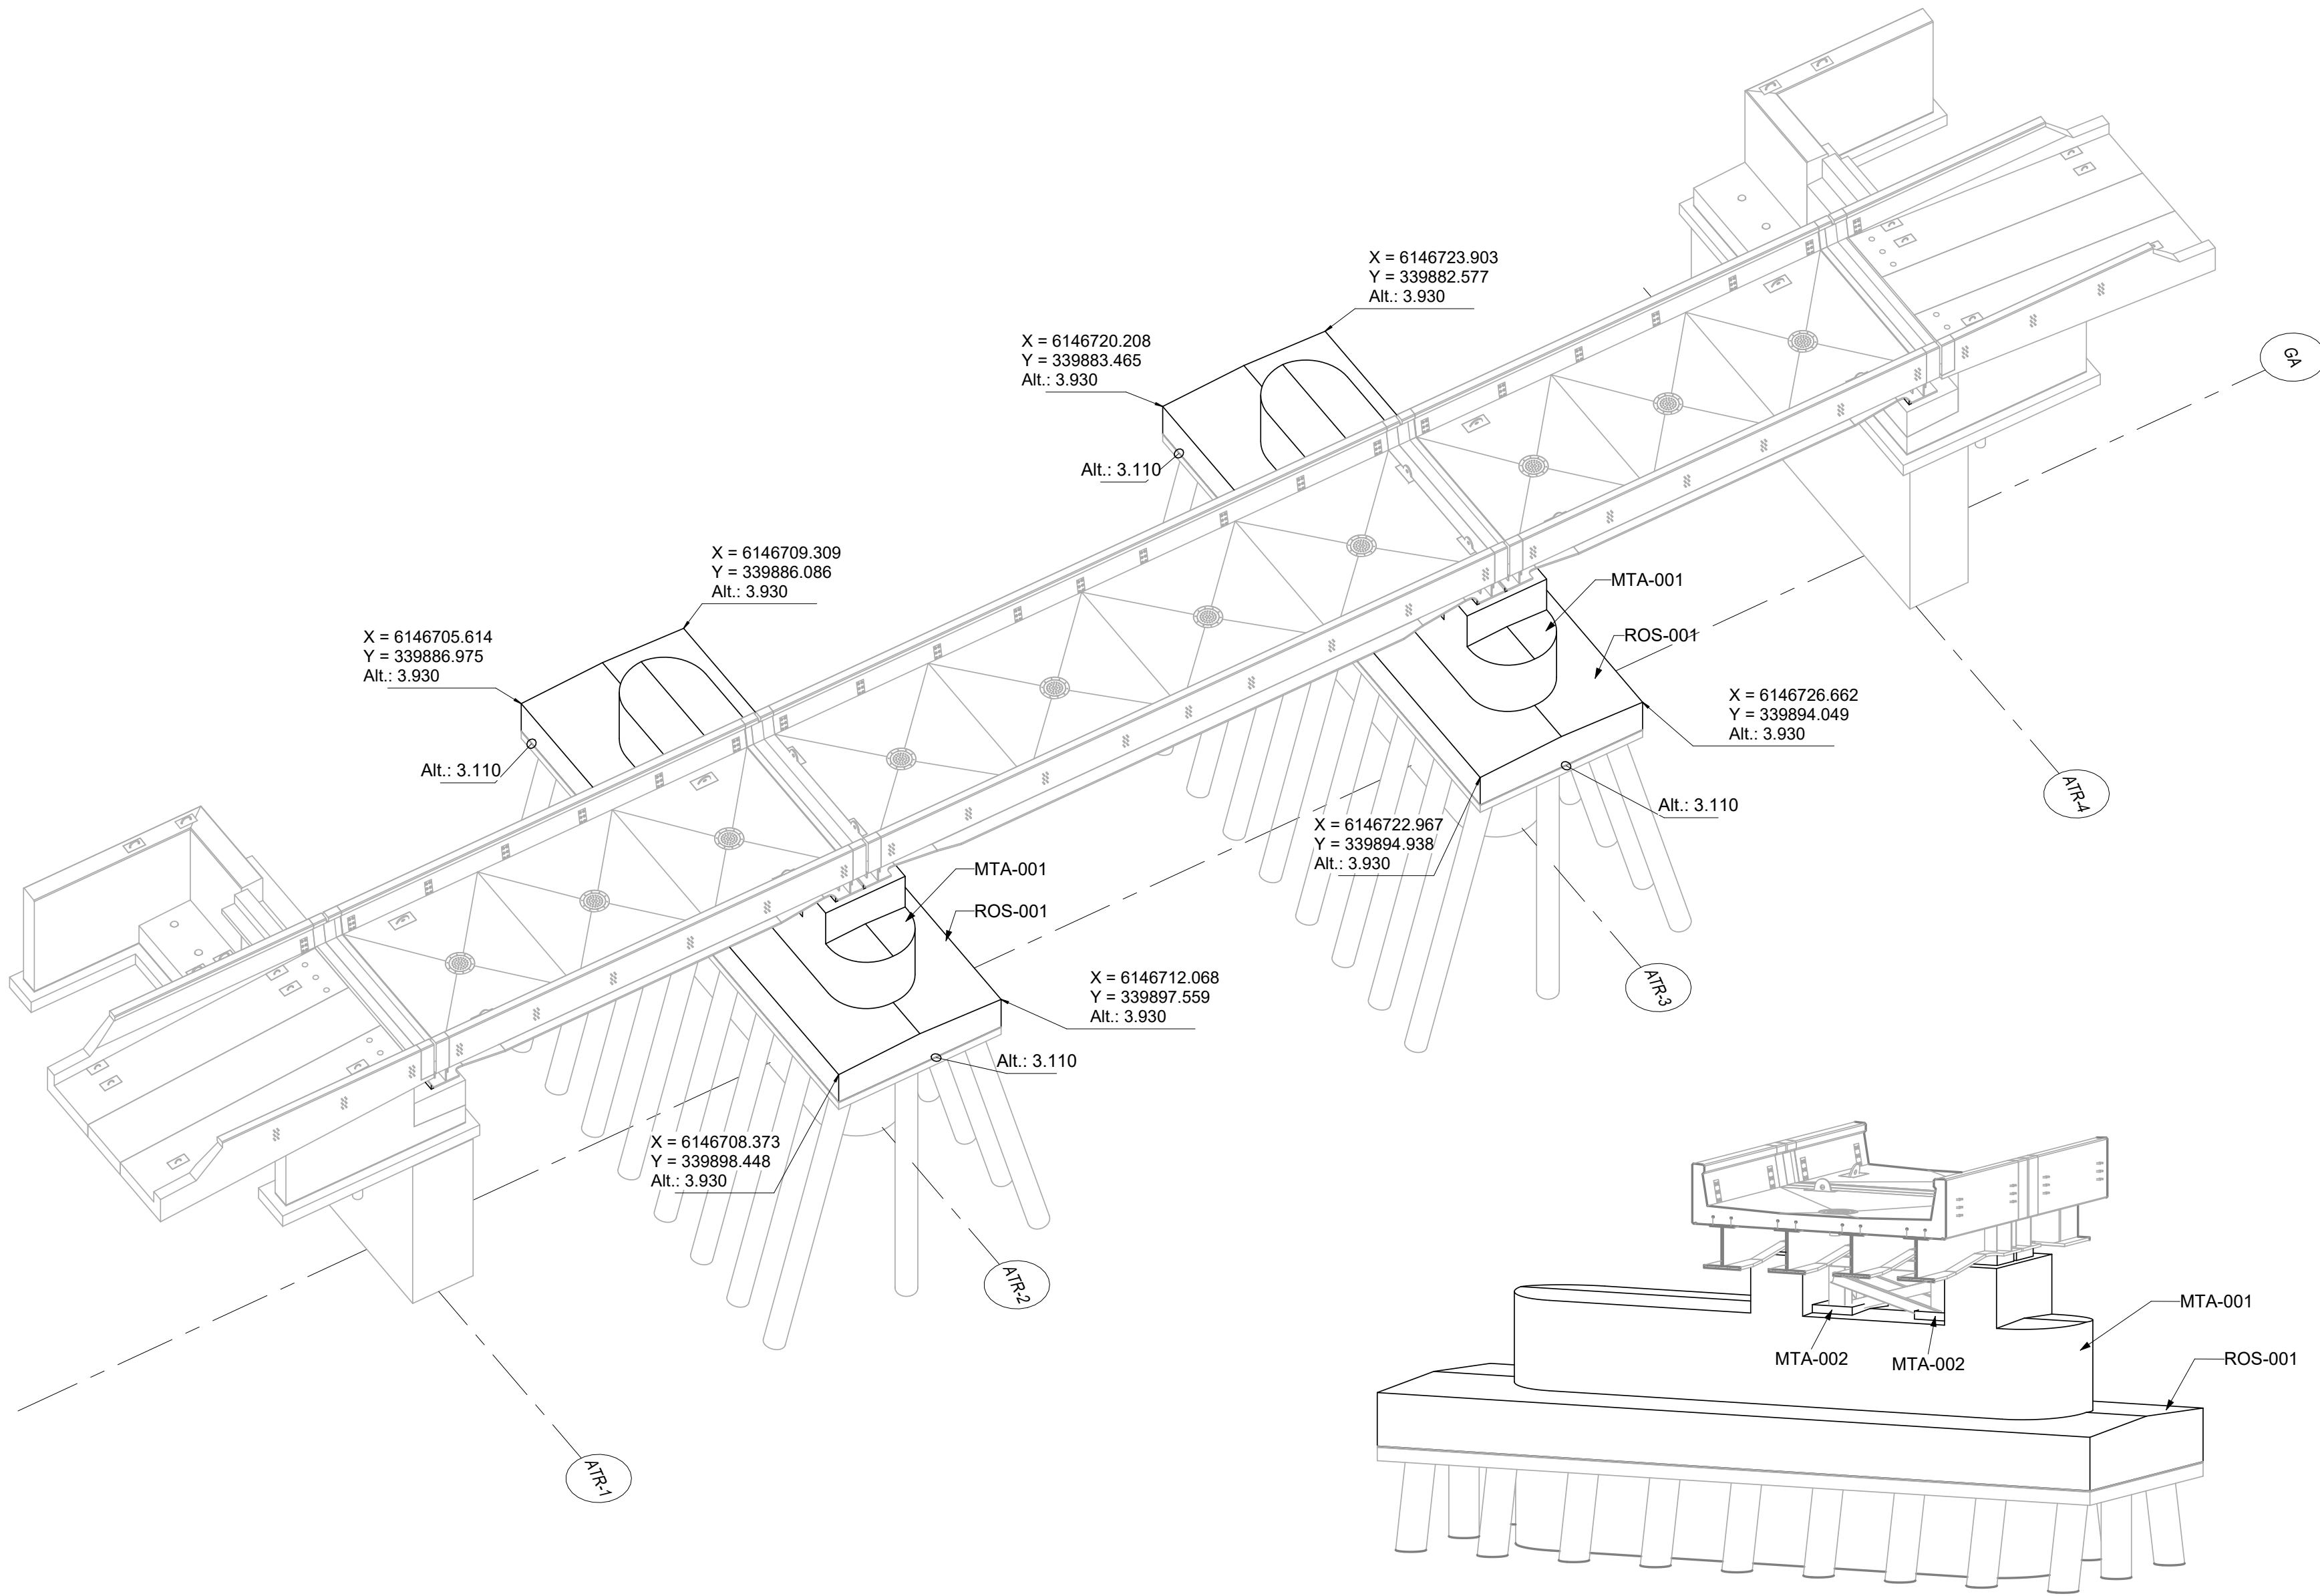 X = 6146723.903
Y = 339882.577
Alt.: 3.930
X = 6146720.208
Y = 339883.465
Alt.: 3.930
GA
Alt.: 3.110
X = 6146709.309
Y = 339886.086
Alt.: 3.930
MTA-001
ROS-001
X = 6146705.614
Y = 339886.975
Alt.: 3.930
X = 6146726.662
Y = 339894.049
Alt.: 3.930
Alt.: 3.110
ATR-4
Alt.: 3.110
X = 6146722.967
Y = 339894.938
Alt.: 3.930
MTA-001
ROS-001
ATR-3
X = 6146712.068
Y = 339897.559
Alt.: 3.930
Alt.: 3.110
X = 6146708.373
Y = 339898.448
Alt.: 3.930
ATR-2
MTA-001
MTA-002
MTA-002
ROS-001
ATR-1